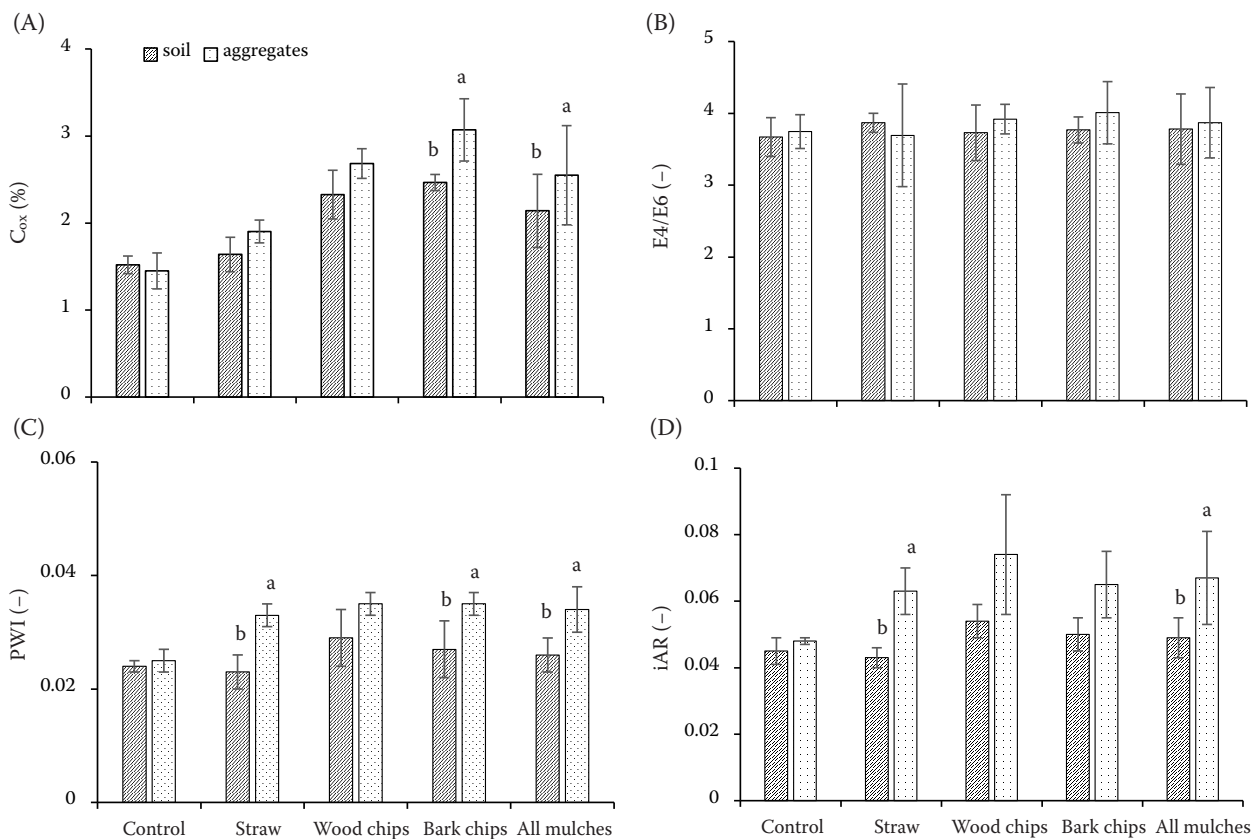 (A)
Cox (%)
4
3
2
1
0
soil aggregates
b a b a
(B)
E4/E6 (−)
5
4
3
2
1
0
(C)
PWI (−)
0.06
0.04
0.02
0
b a b a b a
Control Straw Wood chips Bark chips All mulches
(D)
iAR (−)
0.1
0.08
0.06
0.04
0.02
0
b a b a
Control Straw Wood chips Bark chips All mulches